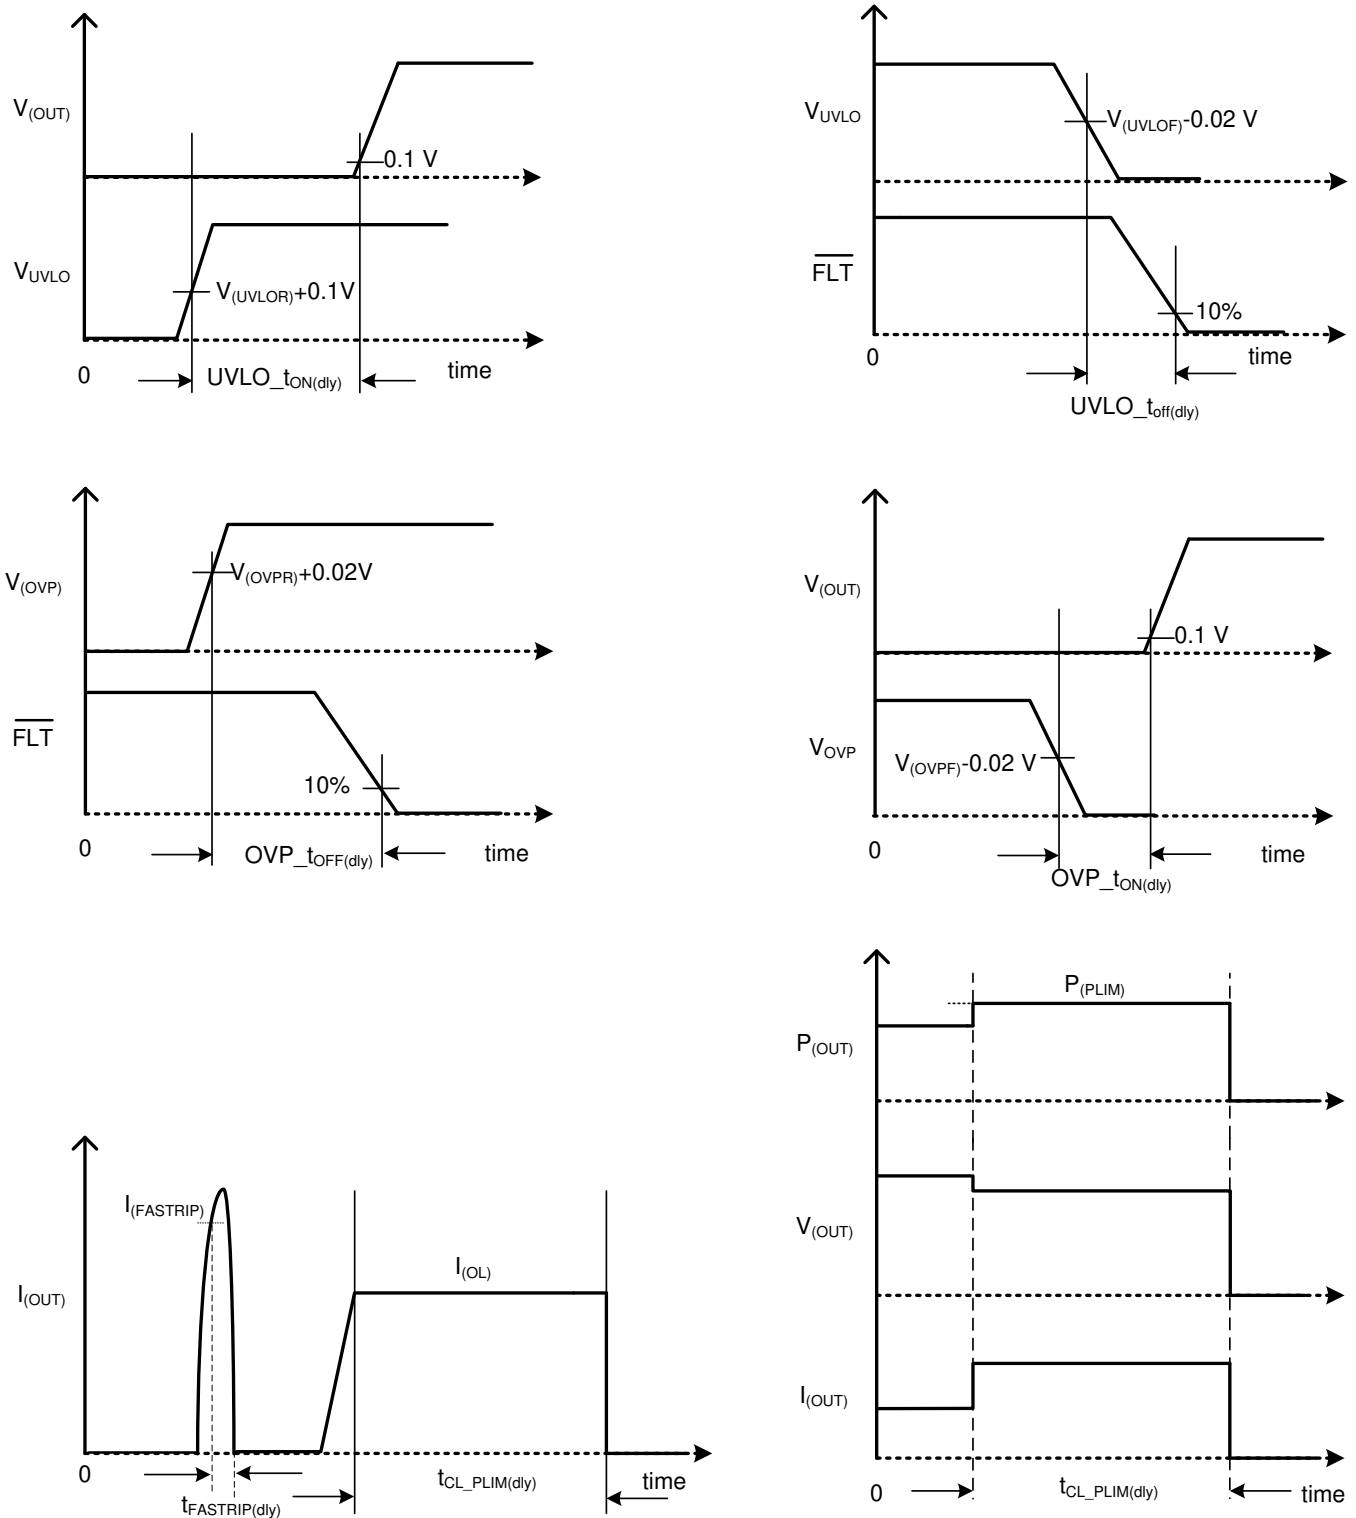 V(OUT)
0.1 V
VUVLO
V(UVLOR)+0.1V
0
UVLO_tON(dly)
time
VUVLO
V(UVLOF)-0.02 V
FLT
10%
0
time
UVLO_toff(dly)
V(OVP)
V(OVPR)+0.02V
FLT
10%
0
OVP_tOFF(dly)
time
V(OUT)
0.1 V
VOVP
V(OVPF)-0.02 V
0
time
OVP_tON(dly)
I(FASTRIP)
I(OUT)
I(OL)
0
tFASTRIP(dly)
tCL_PLIM(dly)
time
P(PLIM)
P(OUT)
V(OUT)
I(OUT)
0
tCL_PLIM(dly)
time